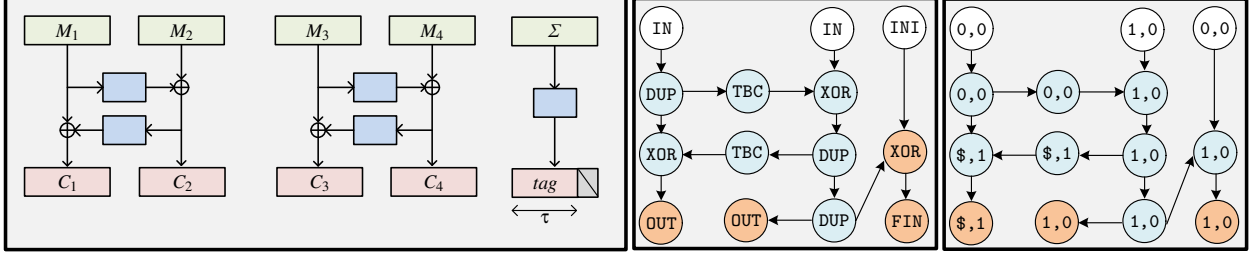 M₁ M₂ M₃ M₄ Σ
C₁ C₂ C₃ C₄ tag
τ
IN IN INI
DUP TBC XOR
XOR TBC DUP XOR
OUT OUT DUP FIN
0,0 1,0 0,0
0,0 0,0 1,0
$,1 $,1 1,0 1,0
$,1 1,0 1,0 1,0